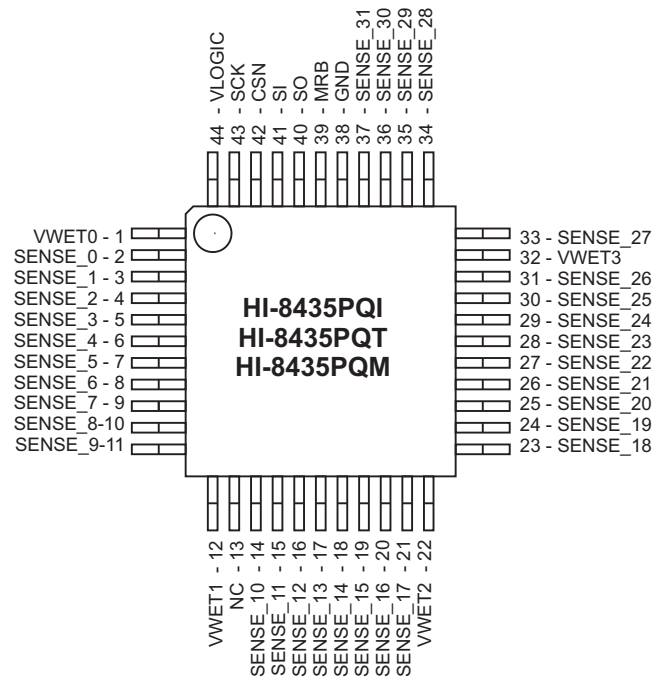 44 - VLOGIC
43 - SCK
42 - CSN
41 - SI
40 - SO
39 - MRB
38 - GND
37 - SENSE_31
36 - SENSE_30
35 - SENSE_29
34 - SENSE_28
VWET0 - 1
SENSE_0 - 2
SENSE_1 - 3
SENSE_2 - 4
SENSE_3 - 5
SENSE_4 - 6
SENSE_5 - 7
SENSE_6 - 8
SENSE_7 - 9
SENSE_8-10
SENSE_9-11
HI-8435PQI
HI-8435PQT
HI-8435PQM
33 - SENSE_27
32 - VWET3
31 - SENSE_26
30 - SENSE_25
29 - SENSE_24
28 - SENSE_23
27 - SENSE_22
26 - SENSE_21
25 - SENSE_20
24 - SENSE_19
23 - SENSE_18
VWET1 - 12
NC - 13
SENSE_10 - 14
SENSE_11 - 15
SENSE_12 - 16
SENSE_13 - 17
SENSE_14 - 18
SENSE_15 - 19
SENSE_16 - 20
SENSE_17 - 21
VWET2 - 22